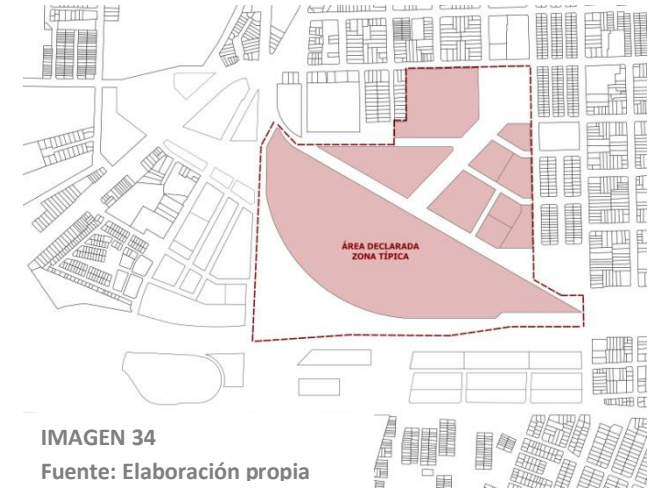 ÁREA DECLARADA
ZONA TÍPICA
IMAGEN 34
Fuente: Elaboración propia